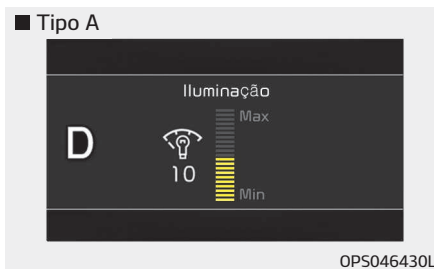 ■ Tipo A
Iluminação
Max
D
10
Min
OPS046430L